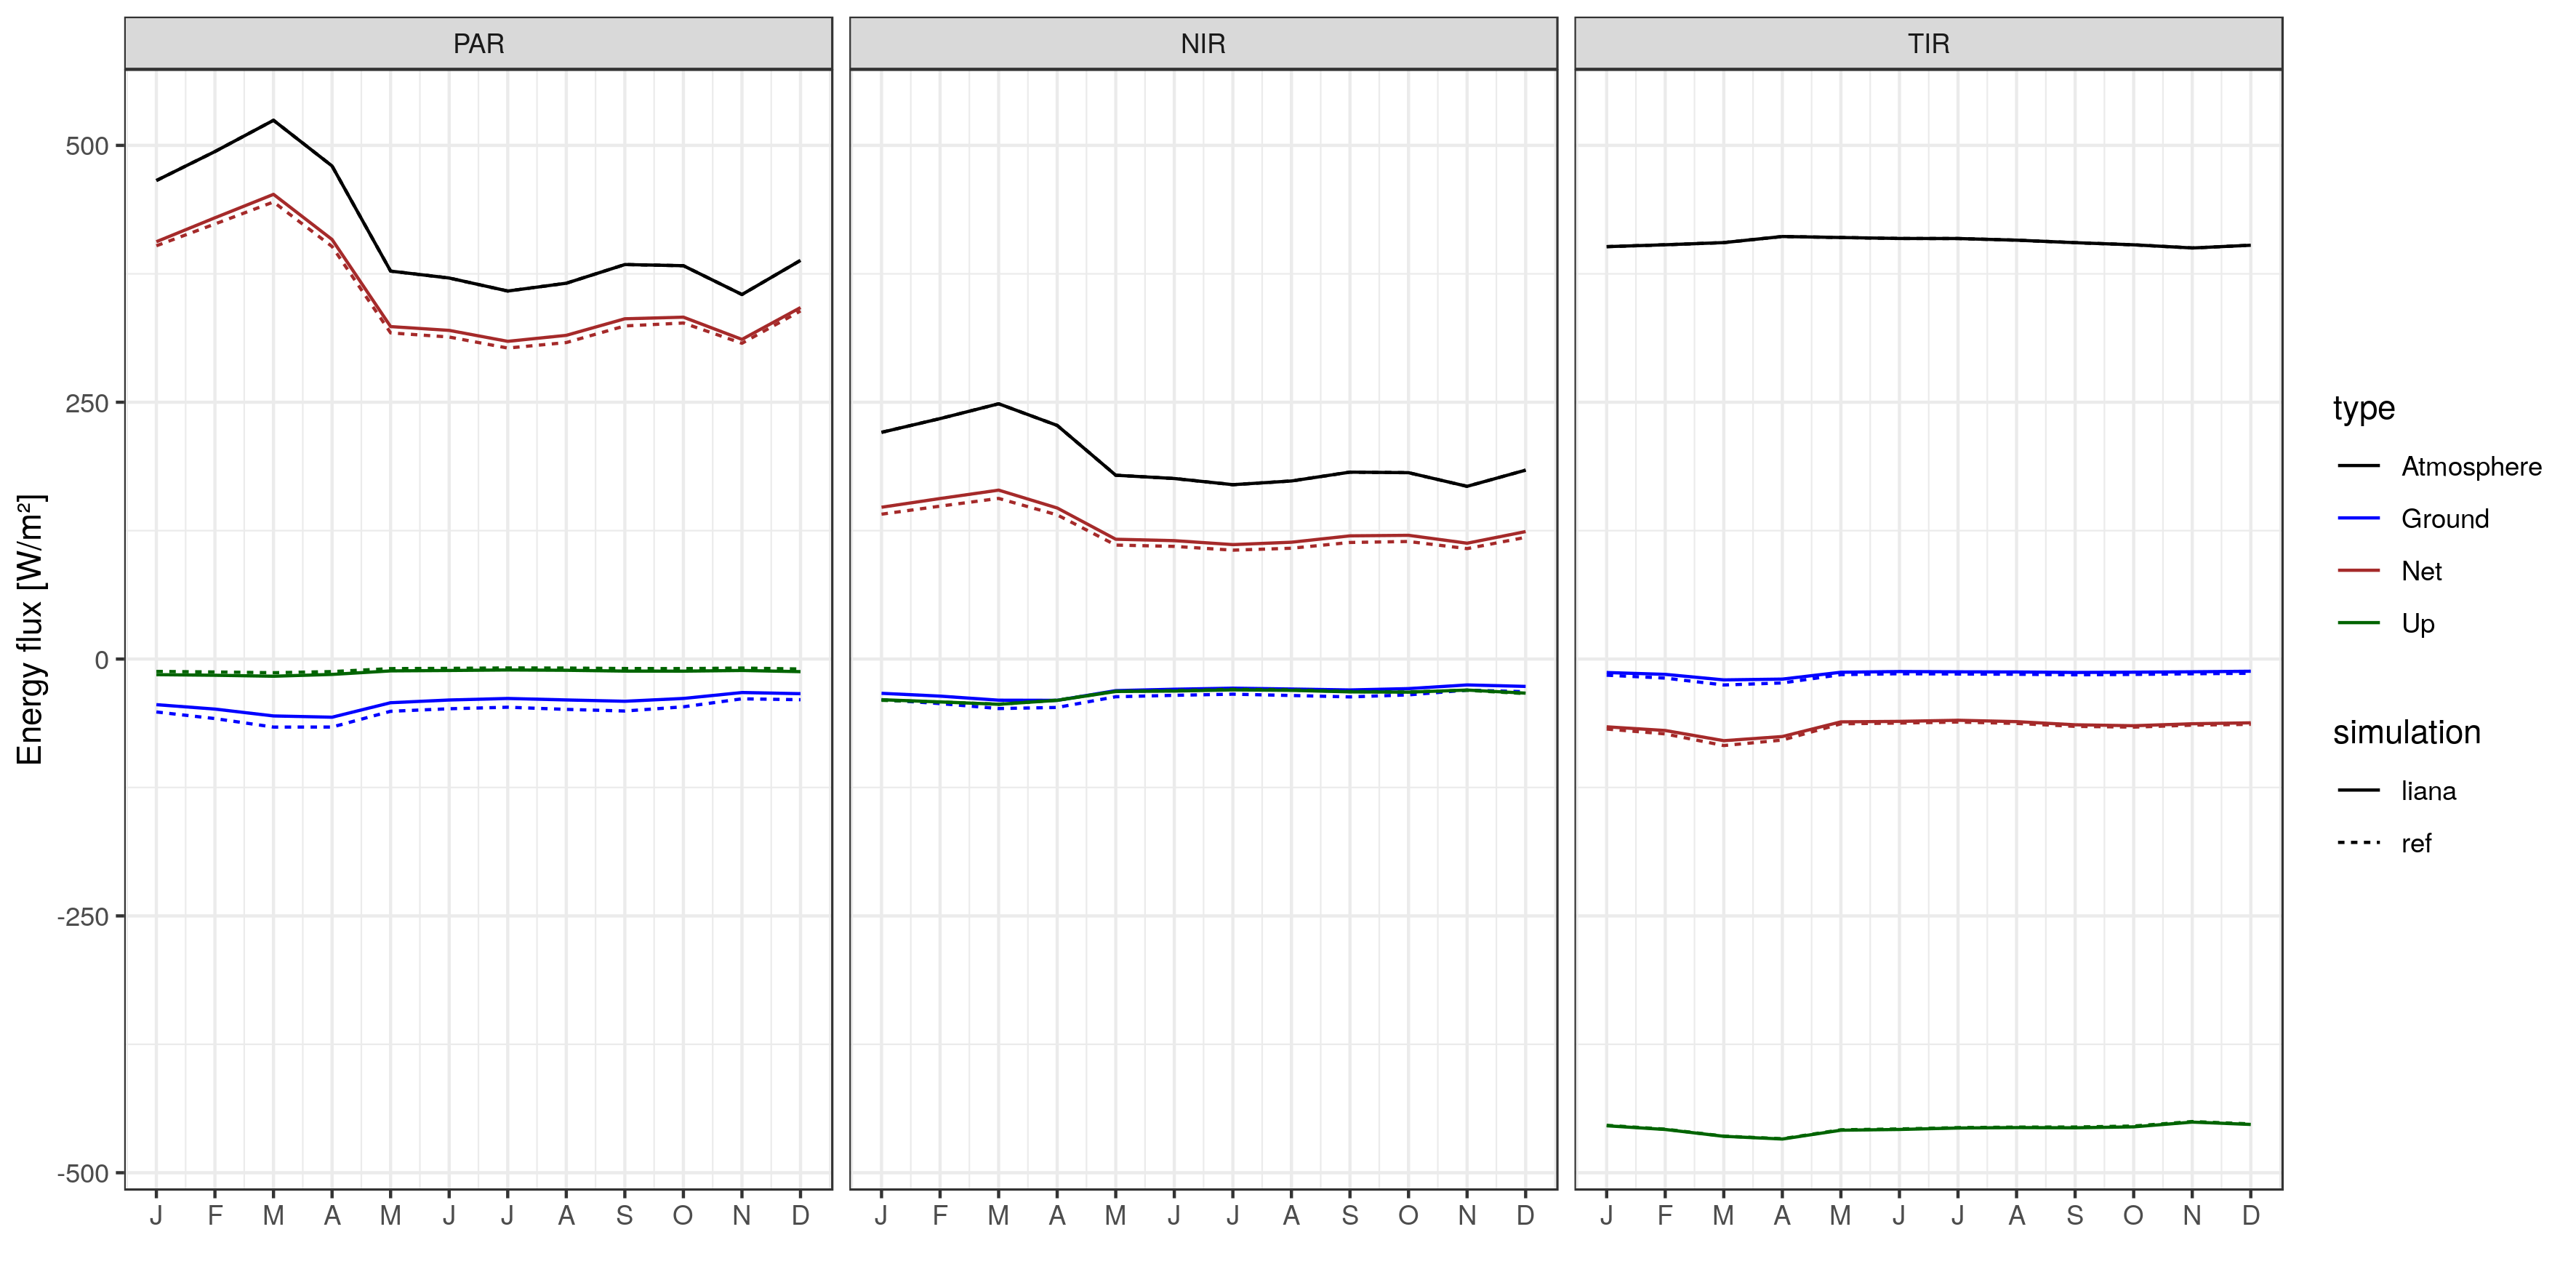 PAR NIR TIR
Energy flux [W/m²]
500
250
0
-250
-500
J F M A M J J A S O N D
J F M A M J J A S O N D
J F M A M J J A S O N D
type
Atmosphere
Ground
Net
Up
simulation
liana
ref